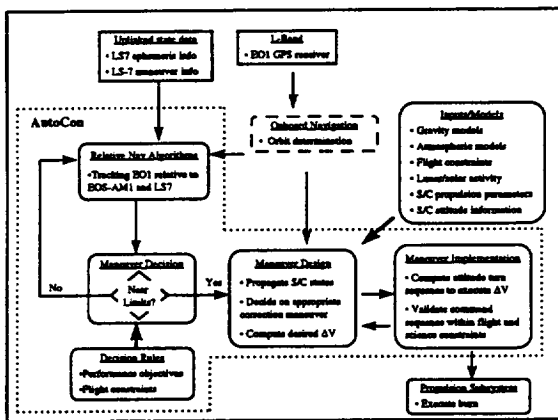 Uplinked state data
• LS7 ephemeris info
• LS-7 maneuver info
L-Band
• EO1 GPS receiver
AutoCon
Onboard Navigation
• Orbit determination
Inputs/Models
• Gravity models
• Atmospheric models
• Flight constraints
• Lunar/solar activity
• S/C propulsion parameters
• S/C attitude information
Relative Nav Algorithms
• Tracking EO1 relative
to EOS-AM1 and LS7
Maneuver Decision
Near
Limits?
No
Yes
Maneuver Design
• Propagate S/C states
• Decide on appropriate
correction maneuver
• Compute desired ΔV
Maneuver Implementation
• Compute attitude turn
sequence to execute ΔV
• Validate command
sequence within flight and
science constraints
Decision Rules
• Performance objectives
• Flight constraints
Propulsion Subsystem
• Execute burn